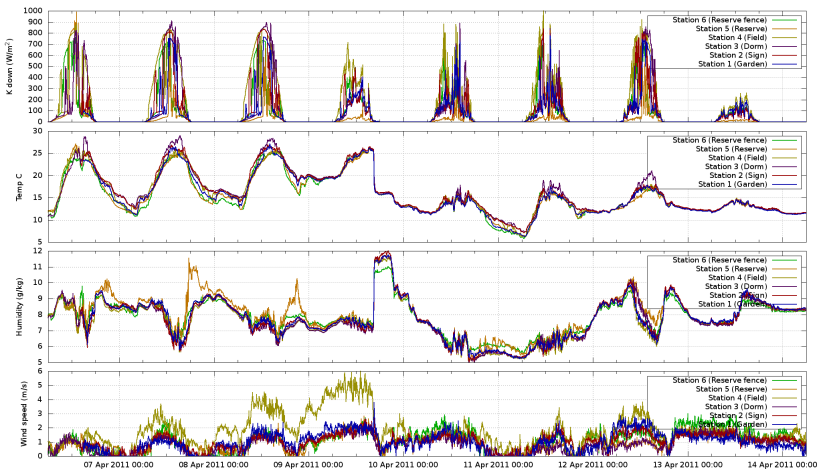 1000
900
800
700
600
500
400
300
200
100
0
K down (W/m²)
Station 6 (Reserve fence)
Station 5 (Reserve)
Station 4 (Field)
Station 3 (Dorm)
Station 2 (Sign)
Station 1 (Garden)
30
25
20
15
10
5
Temp C
Station 6 (Reserve fence)
Station 5 (Reserve)
Station 4 (Field)
Station 3 (Dorm)
Station 2 (Sign)
Station 1 (Garden)
12
11
10
9
8
7
6
5
Humidity (g/kg)
Station 6 (Reserve fence)
Station 5 (Reserve)
Station 4 (Field)
Station 3 (Dorm)
Station 2 (Sign)
Station 1 (Garden)
6
5
4
3
2
1
0
Wind speed (m/s)
Station 6 (Reserve fence)
Station 5 (Reserve)
Station 4 (Field)
Station 3 (Dorm)
Station 2 (Sign)
Station 1 (Garden)
07 Apr 2011 00:00 08 Apr 2011 00:00 09 Apr 2011 00:00 10 Apr 2011 00:00 11 Apr 2011 00:00 12 Apr 2011 00:00 13 Apr 2011 00:00 14 Apr 2011 00:00